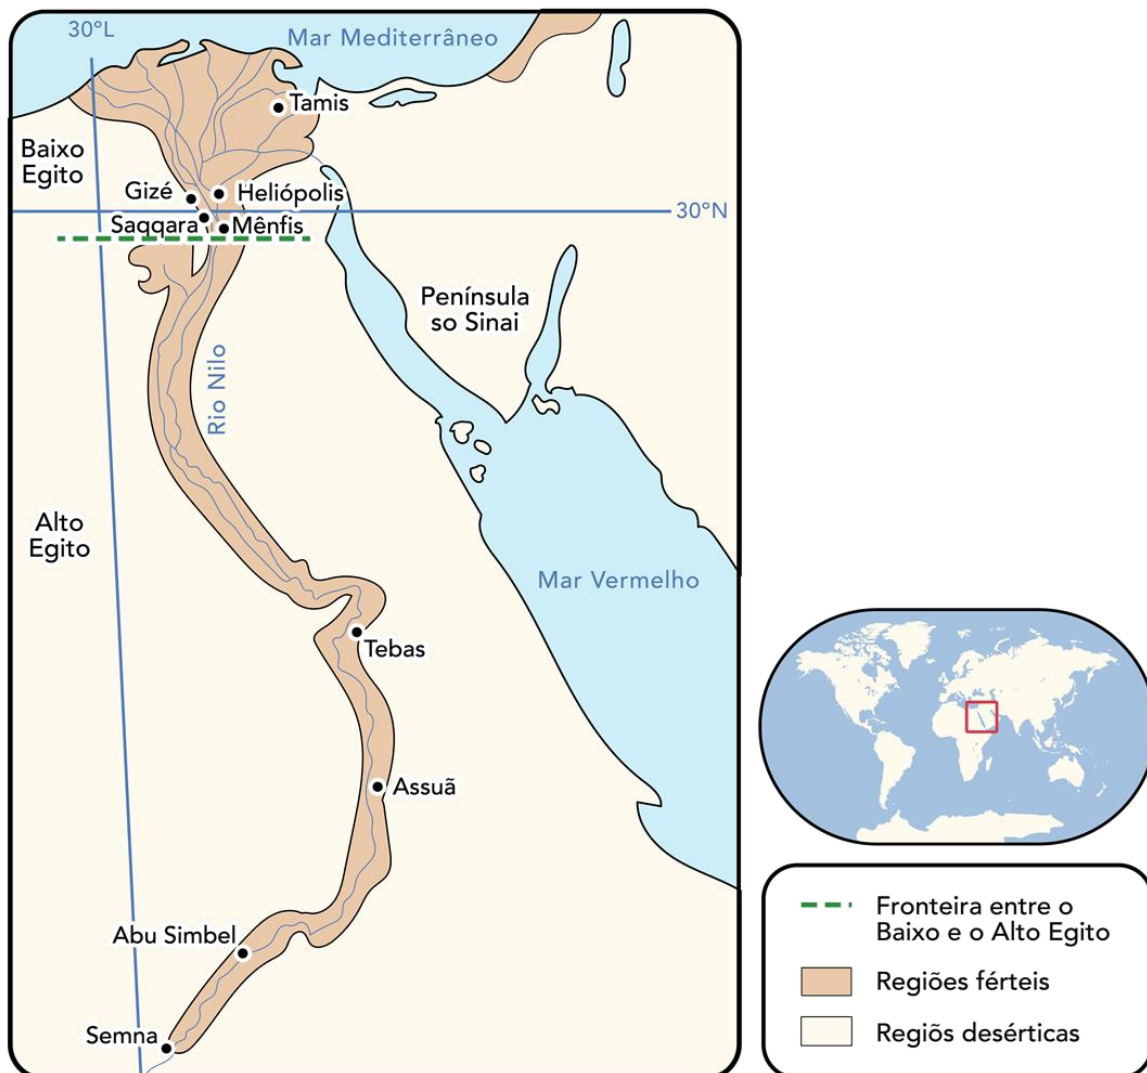 30°L
Mar Mediterrâneo
Tamis
Baixo
Egito
Gizé
Heliópolis
30°N
Saqqara
Mênfis
Península
so Sinai
Rio Nilo
Alto
Egito
Mar Vermelho
Tebas
Assuã
Abu Simbel
Semna
Fronteira entre o
Baixo e o Alto Egito
Regiões férteis
Regiõs desérticas